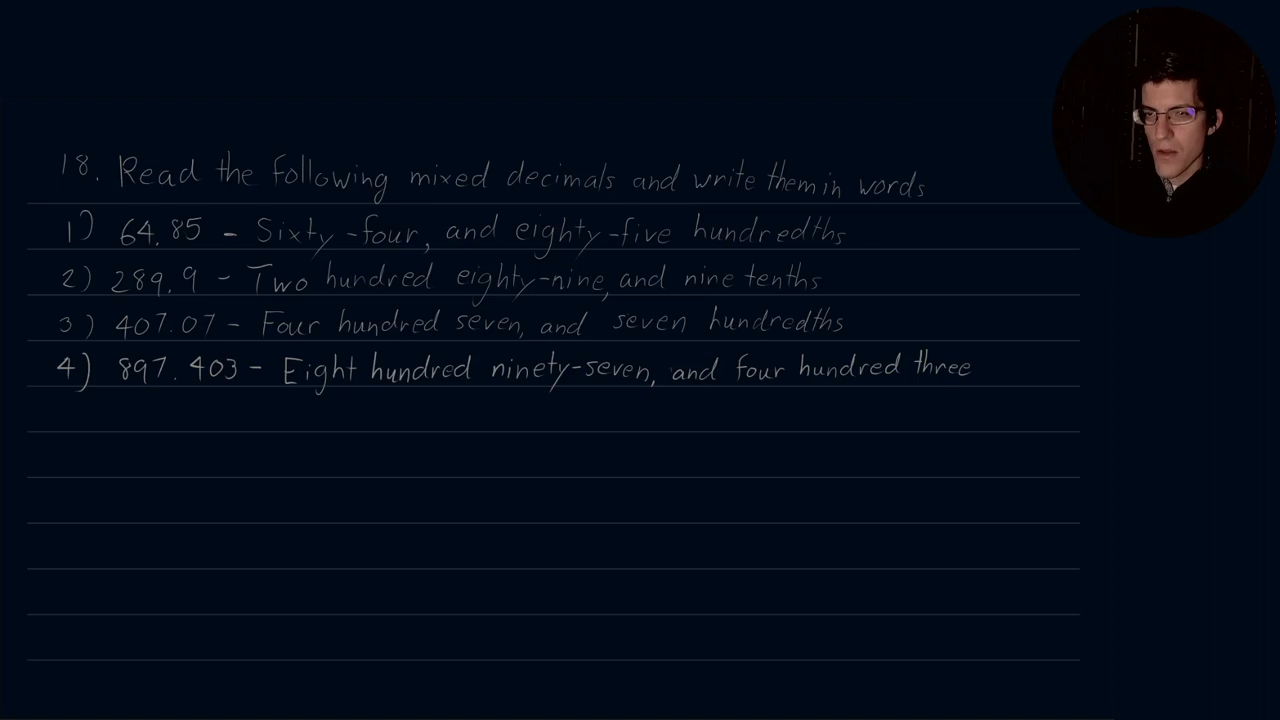 18. Read the following mixed decimals and write them in words
1) 64.85 - Sixty-four, and eighty-five hundredths
2) 289.9 - Two hundred eighty-nine, and nine tenths
3) 407.07 - Four hundred seven, and seven hundredths
4) 897.403 - Eight hundred ninety-seven, and four hundred three